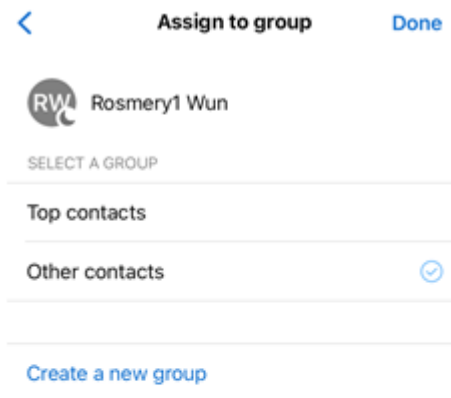 Assign to group
Done
RW
Rosmery1 Wun
SELECT A GROUP
Top contacts
Other contacts
Create a new group